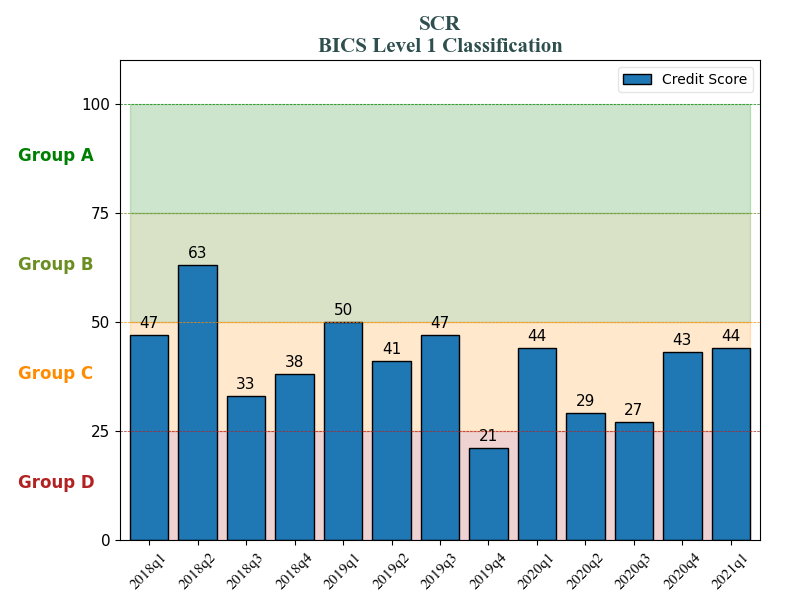 SCR
BICS Level 1 Classification
Credit Score
100
Group A
75
63
Group B
50
50
47
47
44
44
43
41
38
Group C
33
29
27
25
21
Group D
0
2018q1
2018q2
2018q3
2018q4
2019q1
2019q2
2019q3
2019q4
2020q1
2020q2
2020q3
2020q4
2021q1